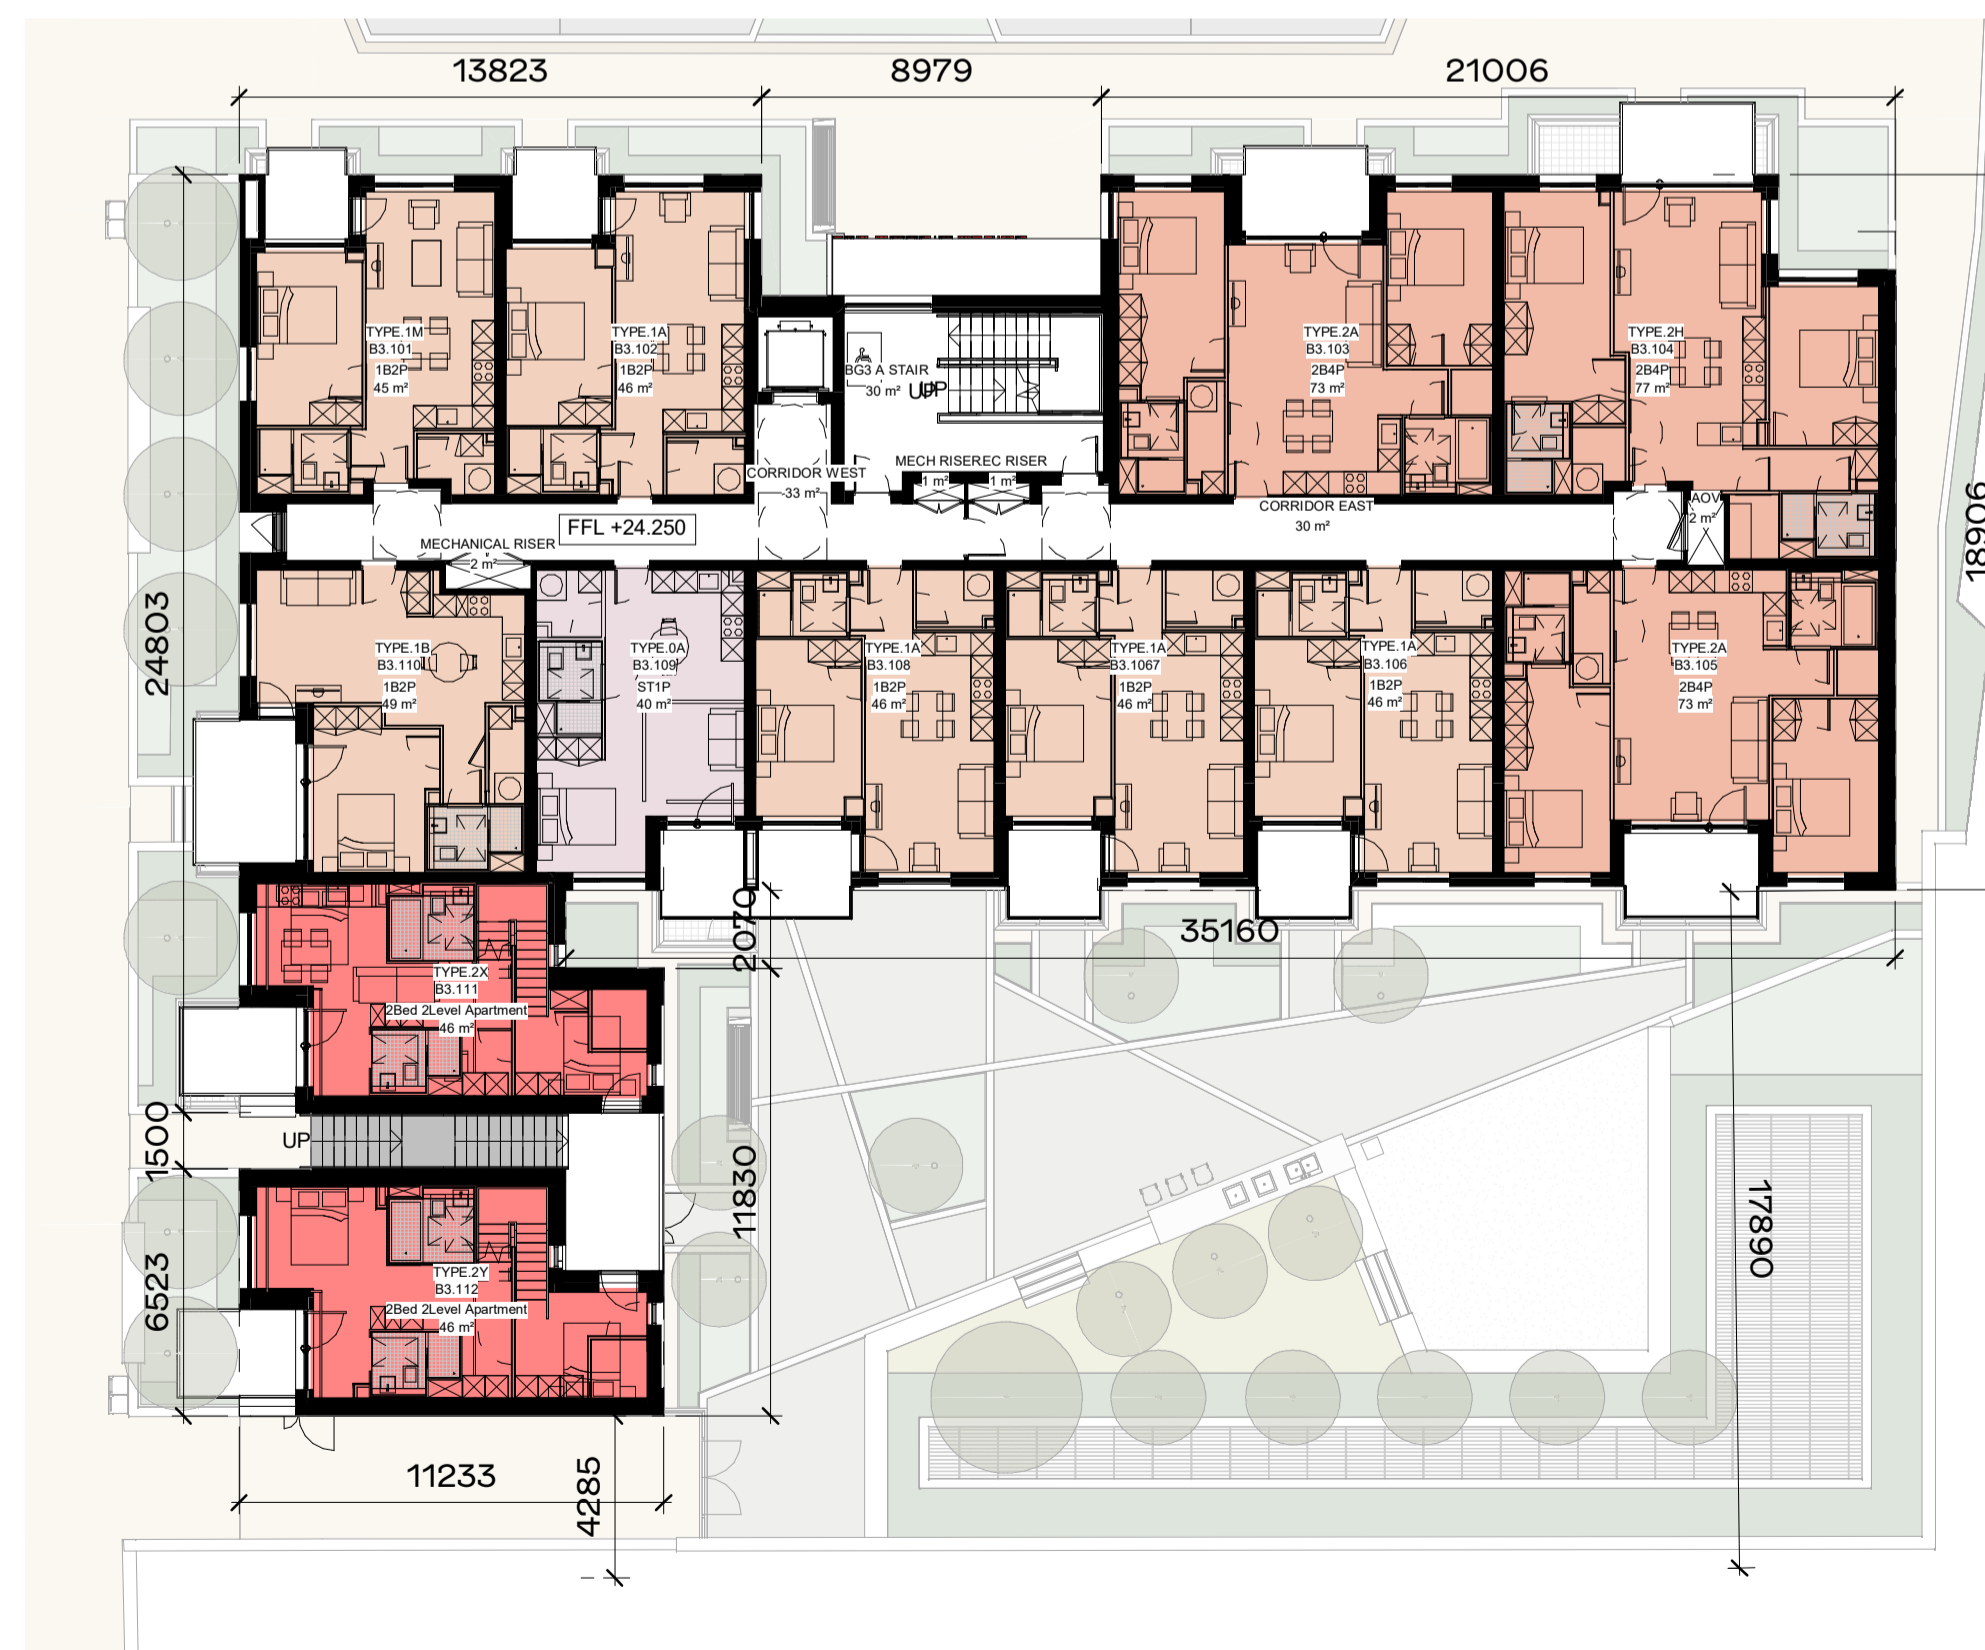 13823
8979
21006
TYPE.1M
B3.101
1B2P
45 m²
TYPE.1A
B3.102
1B2P
46 m²
BG3 A STAIR
30 m²
UP
UP
TYPE.2A
B3.103
2B4P
73 m²
TYPE.2H
B3.104
2B4P
77 m²
CORRIDOR WEST
33 m²
MECH RISER
EC RISER
1 m²
1 m²
CORRIDOR EAST
30 m²
AOV
2 m²
18906
FFL +24.250
MECHANICAL RISER
2 m²
24803
TYPE.1B
B3.110
1B2P
49 m²
TYPE.0A
B3.109
ST1P
40 m²
TYPE.1A
B3.108
1B2P
46 m²
TYPE.1A
B3.1067
1B2P
46 m²
TYPE.1A
B3.106
1B2P
46 m²
TYPE.2A
B3.105
2B4P
73 m²
2070
35160
TYPE.2X
B3.111
2Bed 2Level Apartment
46 m²
1500
UP
11830
17890
6523
TYPE.2Y
B3.112
2Bed 2Level Apartment
46 m²
11233
4285